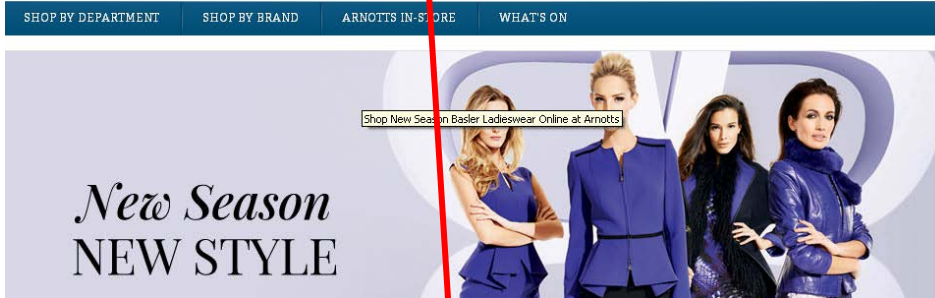 SHOP BY DEPARTMENT SHOP BY BRAND ARNOTTS IN-STORE WHAT'S ON
Shop New Season Basler Ladieswear Online at Arnotts
New Season
NEW STYLE